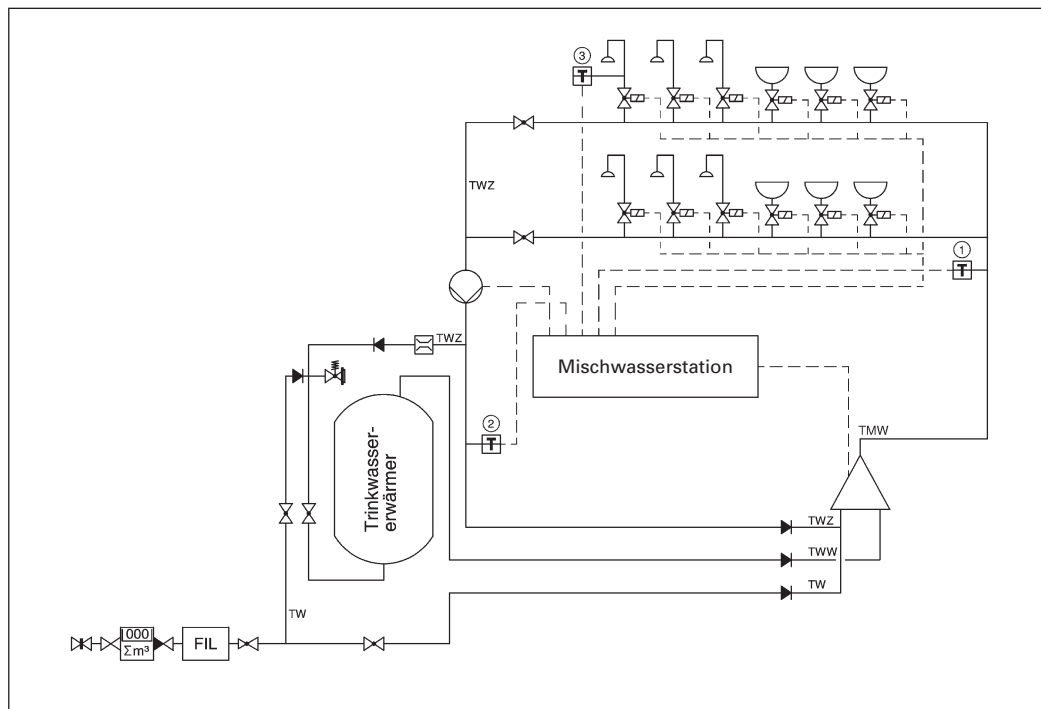 3
T
TWZ
1
T
TWZ
Mischwasserstation
2
T
TMW
Trinkwasser-
erwärmer
TWZ
TWW
TW
TW
000
Σm³
FIL